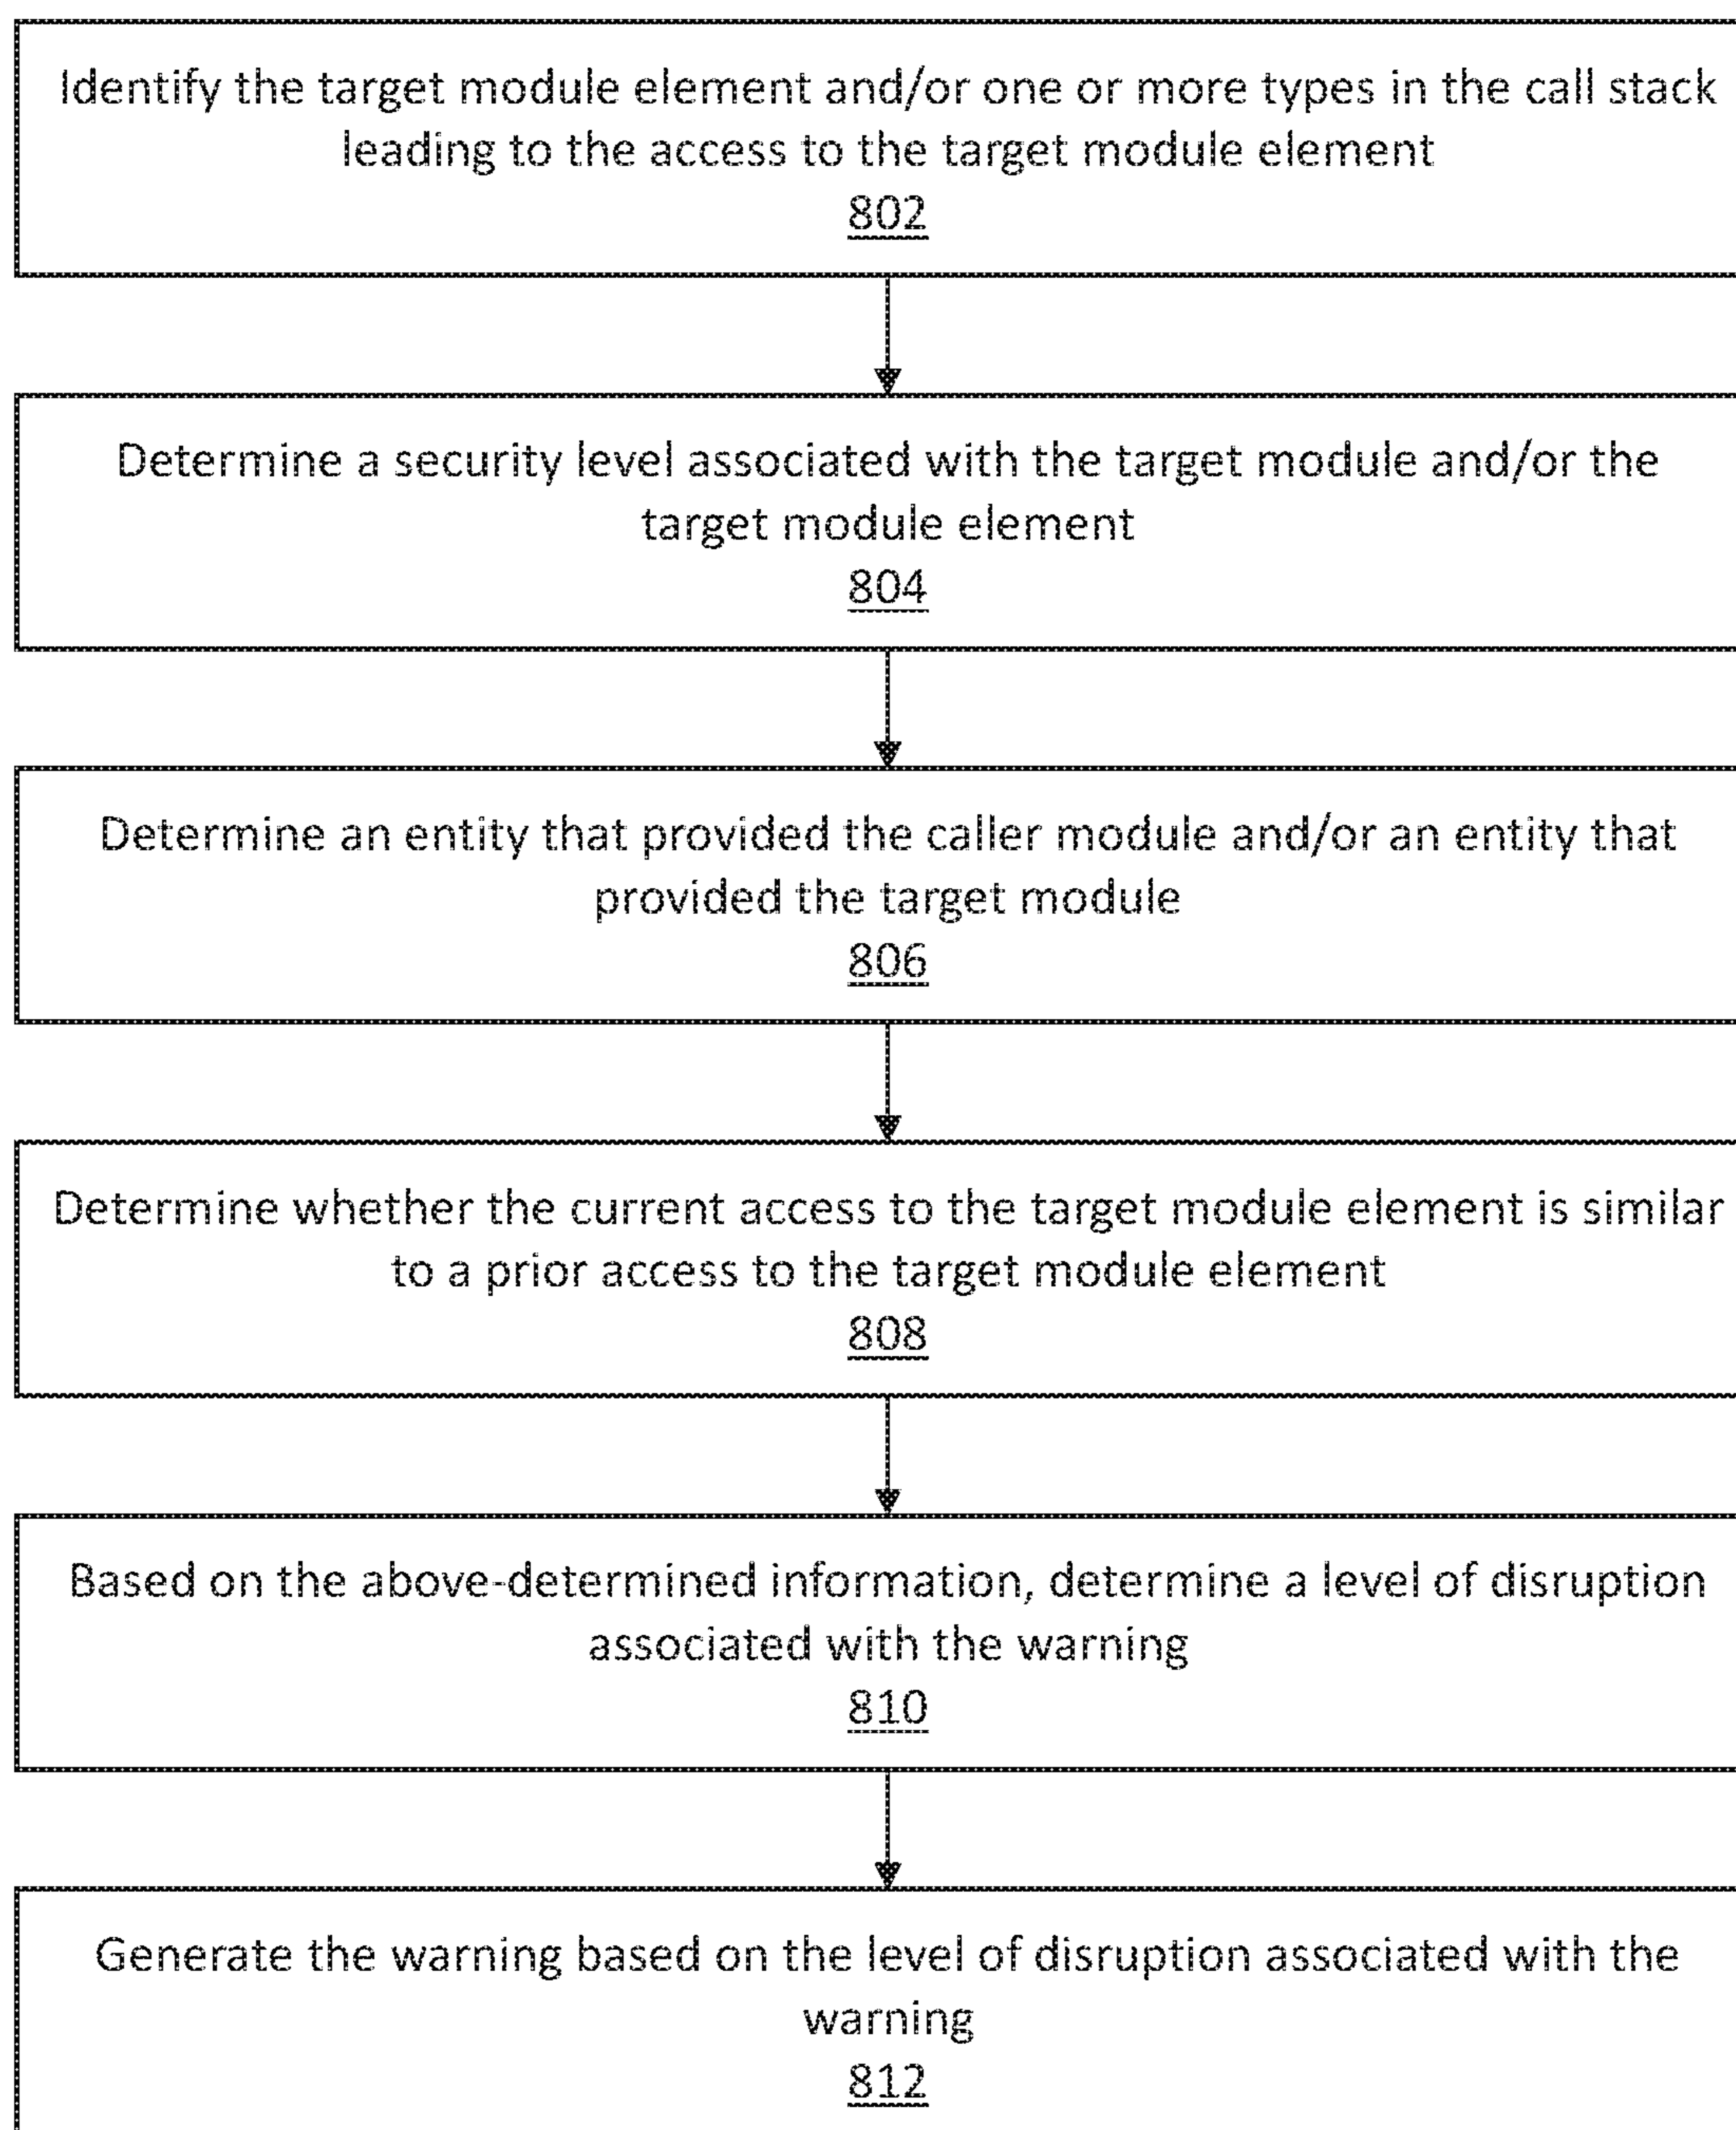 Identify the target module element and/or one or more types in the call stack
leading to the access to the target module element
802
Determine a security level associated with the target module and/or the
target module element
804
Determine an entity that provided the caller module and/or an entity that
provided the target module
806
Determine whether the current access to the target module element is similar
to a prior access to the target module element
808
Based on the above-determined information, determine a level of disruption
associated with the warning
810
Generate the warning based on the level of disruption associated with the
warning
812